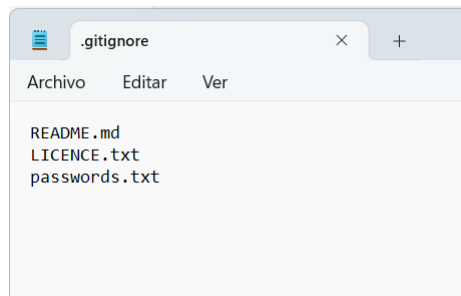 .gitignore
Archivo Editar Ver
README.md
LICENCE.txt
passwords.txt